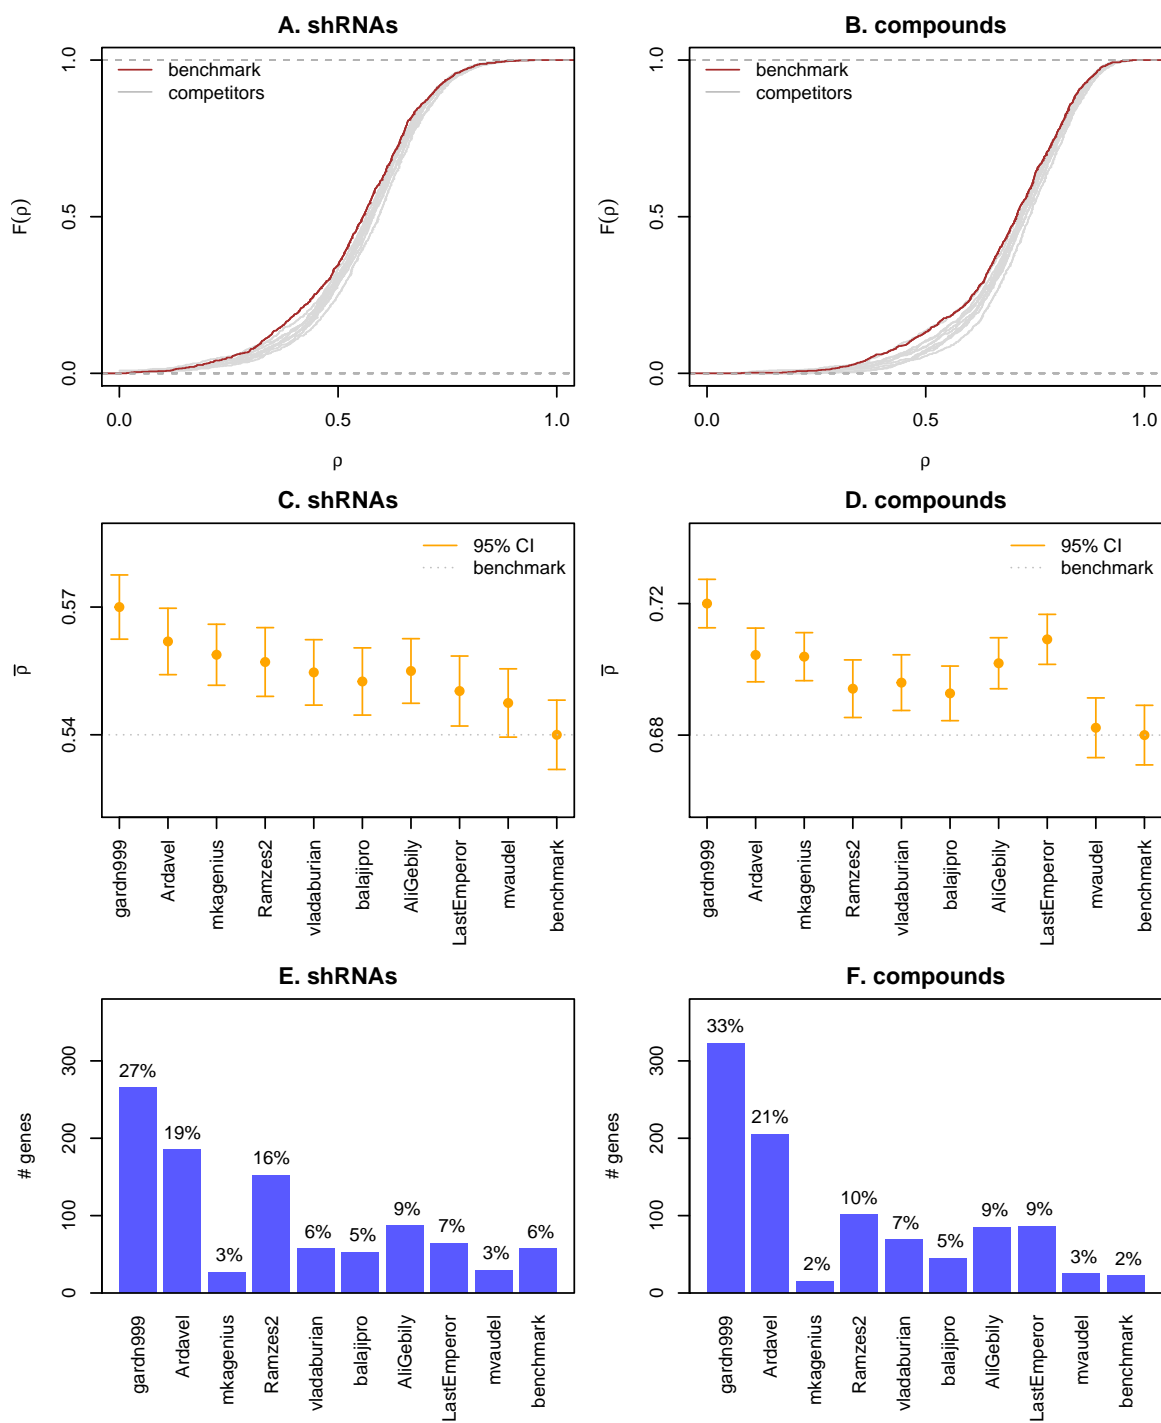 A. shRNAs
1.0
0.5
0.0
F(ρ)
benchmark
competitors
0.0 0.5 1.0
ρ
B. compounds
1.0
0.5
0.0
F(ρ)
benchmark
competitors
0.0 0.5 1.0
ρ
C. shRNAs
0.57
0.54
ρ̅
95% CI
benchmark
gardn999
Ardavel
mkagenius
Ramzes2
vladaburian
balajipro
AliGebily
LastEmperor
mvaudel
benchmark
D. compounds
0.72
0.68
ρ̅
95% CI
benchmark
gardn999
Ardavel
mkagenius
Ramzes2
vladaburian
balajipro
AliGebily
LastEmperor
mvaudel
benchmark
E. shRNAs
300
200
100
0
# genes
27%
19%
3%
16%
6%
5%
9%
7%
3%
6%
gardn999
Ardavel
mkagenius
Ramzes2
vladaburian
balajipro
AliGebily
LastEmperor
mvaudel
benchmark
F. compounds
300
200
100
0
# genes
33%
21%
2%
10%
7%
5%
9%
9%
3%
2%
gardn999
Ardavel
mkagenius
Ramzes2
vladaburian
balajipro
AliGebily
LastEmperor
mvaudel
benchmark